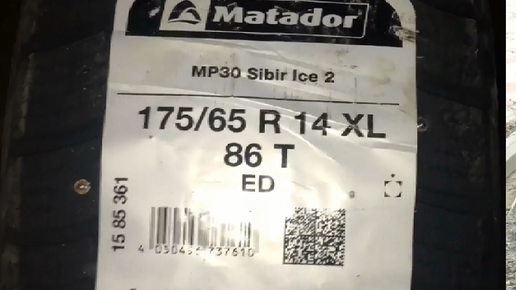 Matador
MP30 Sibir Ice 2
175/65 R 14 XL
86 T
ED
15 85 361